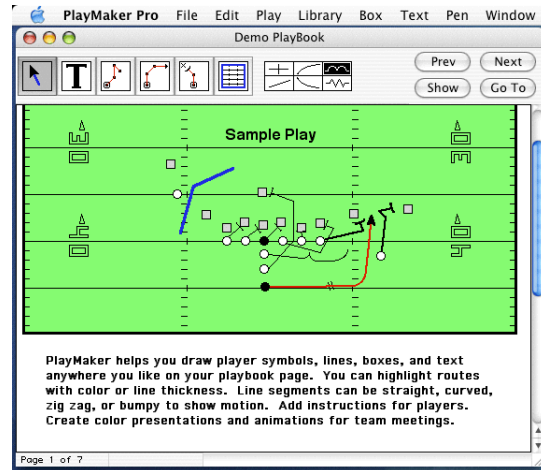 PlayMaker Pro File Edit Play Library Box Text Pen Window
Demo PlayBook
T
Prev Next
Show Go To
Sample Play
PlayMaker helps you draw player symbols, lines, boxes, and text
anywhere you like on your playbook page. You can highlight routes
with color or line thickness. Line segments can be straight, curved,
zig zag, or bumpy to show motion. Add instructions for players.
Create color presentations and animations for team meetings.
Page 1 of 7